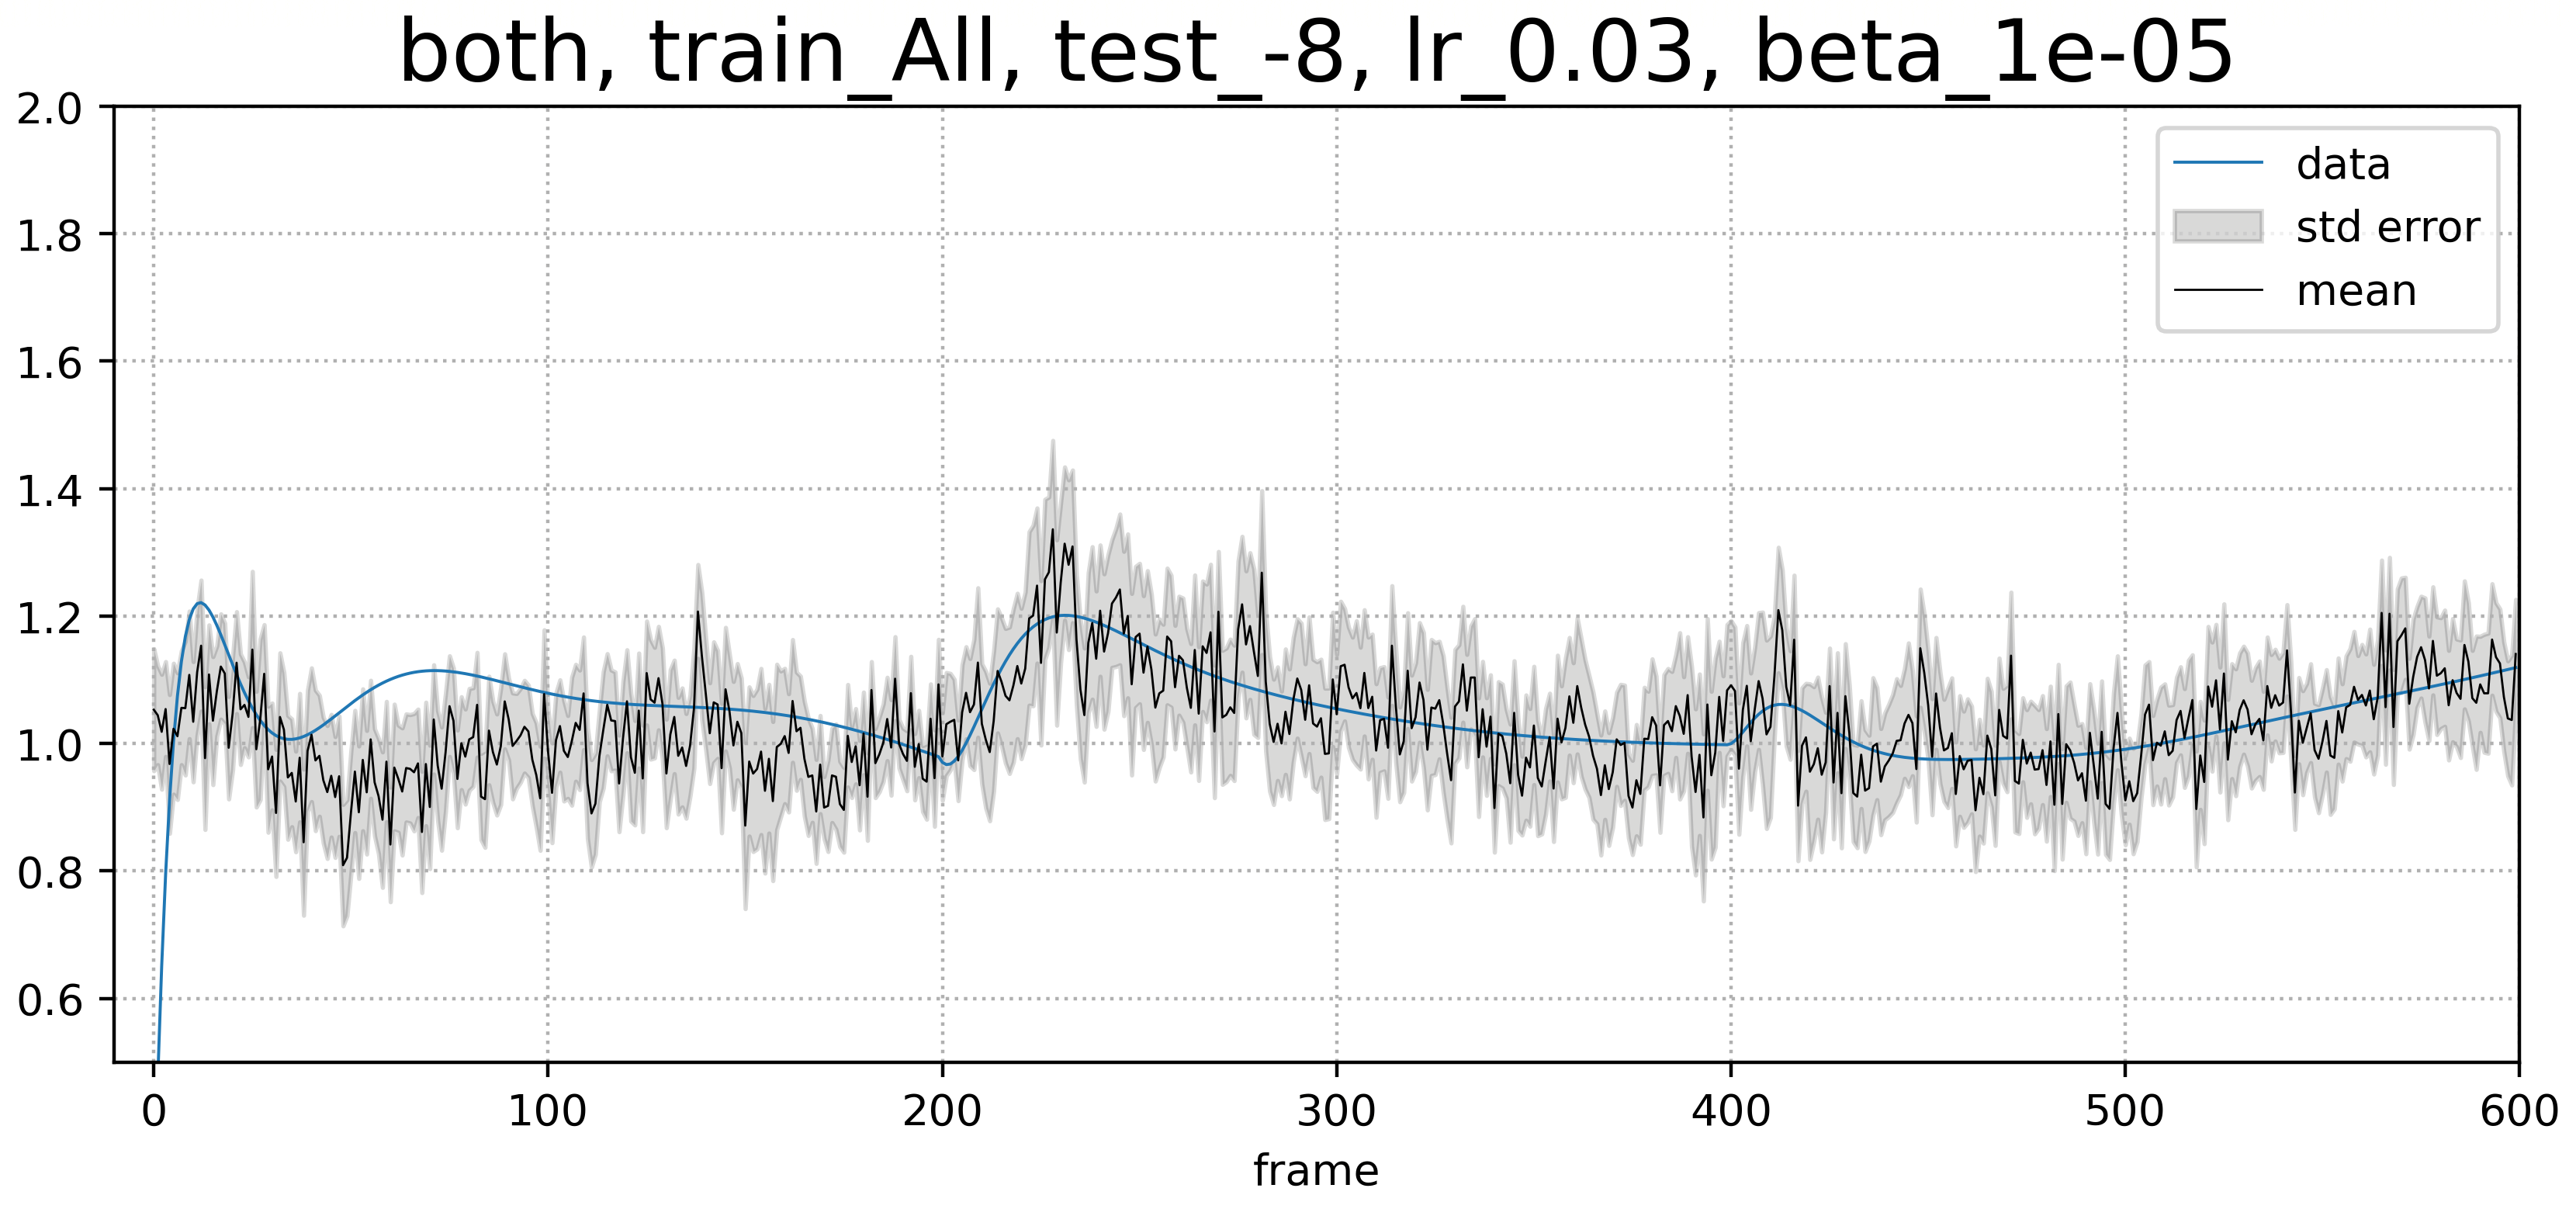 both, train_All, test_-8, lr_0.03, beta_1e-05
2.0
1.8
1.6
1.4
1.2
1.0
0.8
0.6
data
std error
mean
0 100 200 300 400 500 600
frame